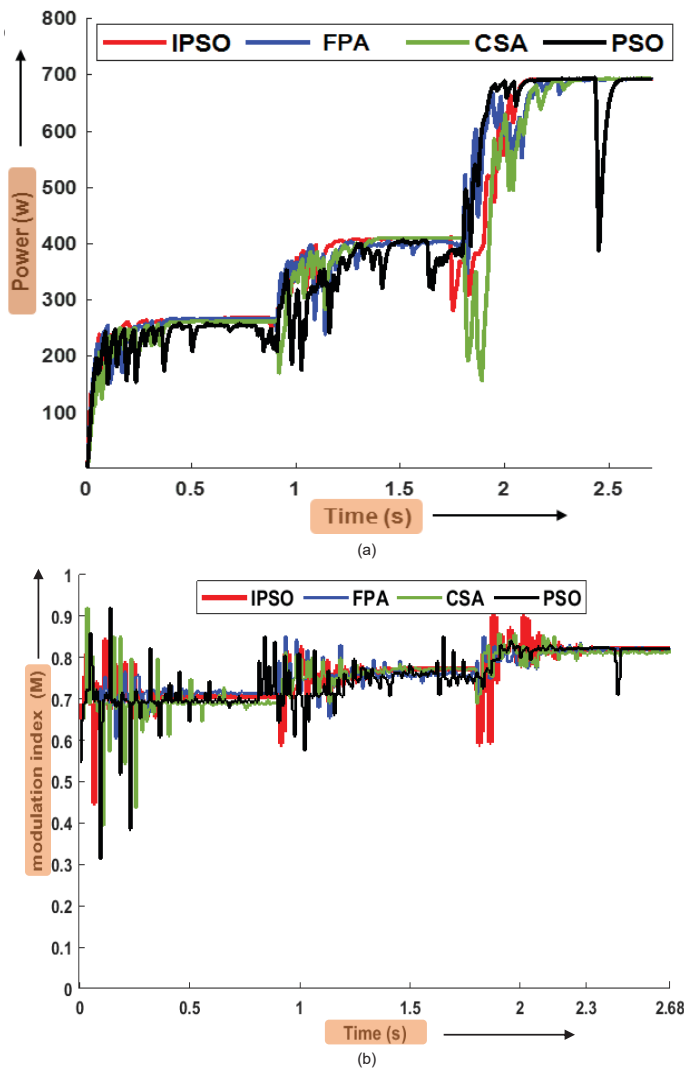 800
IPSO FPA CSA PSO
700
600
500
400
300
200
100
Power (w)
0 0.5 1 1.5 2 2.5
Time (s)
(a)
1
IPSO FPA CSA PSO
0.9
0.8
0.7
0.6
0.5
0.4
0.3
0.2
0.1
0
modulation index (M)
0 0.5 1 1.5 2 2.3 2.68
Time (s)
(b)